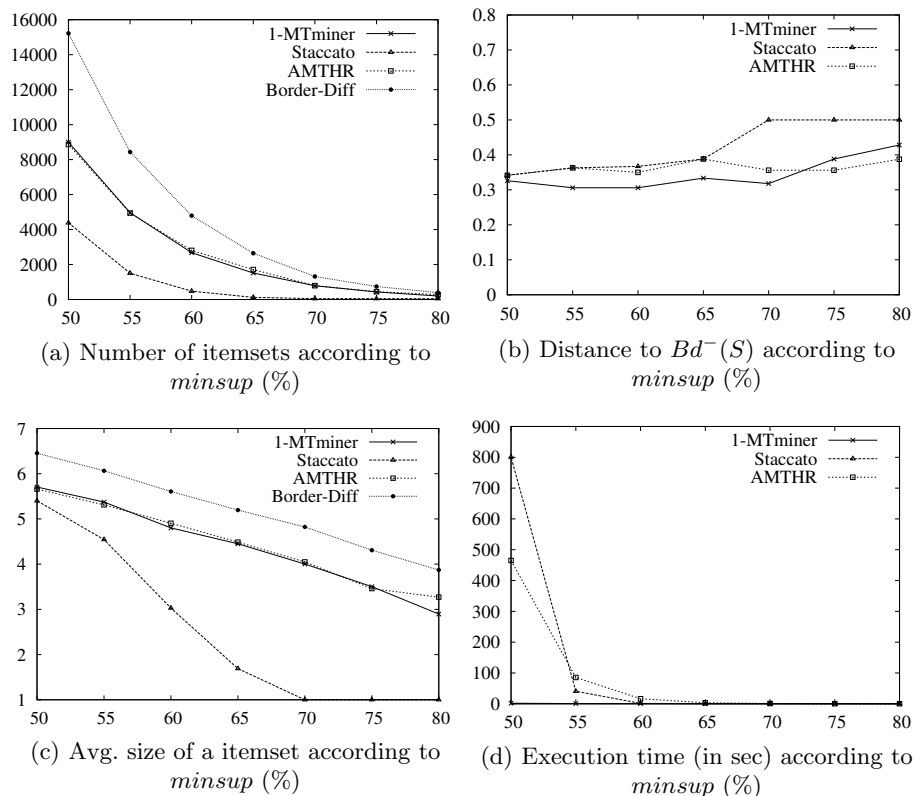 16000
14000
12000
10000
8000
6000
4000
2000
0
50 55 60 65 70 75 80
1-MTminer
Staccato
AMTHR
Border-Diff
(a) Number of itemsets according to
minsup (%)
0.8
0.7
0.6
0.5
0.4
0.3
0.2
0.1
0
50 55 60 65 70 75 80
1-MTminer
Staccato
AMTHR
(b) Distance to Bd⁻(S) according to
minsup (%)
7
6
5
4
3
2
1
50 55 60 65 70 75 80
1-MTminer
Staccato
AMTHR
Border-Diff
(c) Avg. size of a itemset according to
minsup (%)
900
800
700
600
500
400
300
200
100
0
50 55 60 65 70 75 80
1-MTminer
Staccato
AMTHR
(d) Execution time (in sec) according to
minsup (%)